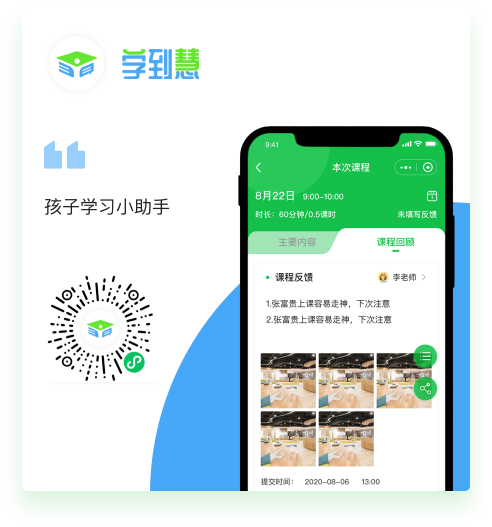 学到慧
孩子学习小助手
9:41
本次课程
8月22日 9:00-10:00
时长：60分钟/0.5课时 未填写反馈
主要内容 课程回顾
课程反馈 李老师
1.张富贵上课容易走神，下次注意
2.张富贵上课容易走神，下次注意
提交时间： 2020-08-06 13:00